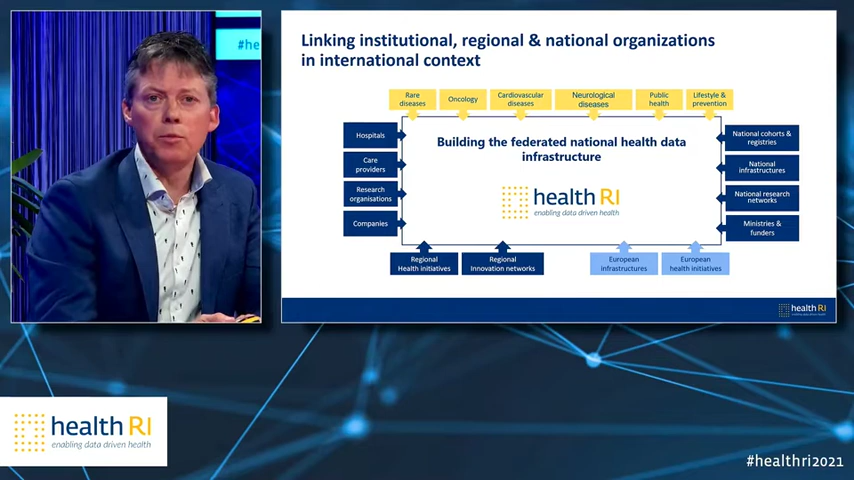 #he
Linking institutional, regional & national organizations
in international context
Rare
diseases
Oncology
Cardiovascular
diseases
Neurological
diseases
Public
health
Lifestyle &
prevention
Hospitals
Care
providers
Research
organisations
Companies
Building the federated national health data
infrastructure
health RI
enabling data driven health
National cohorts &
registries
National
infrastructures
National research
networks
Ministries &
funders
Regional
Health initiatives
Regional
Innovation networks
European
infrastructures
European
health initiatives
health RI
health RI
enabling data driven health
#healthri2021